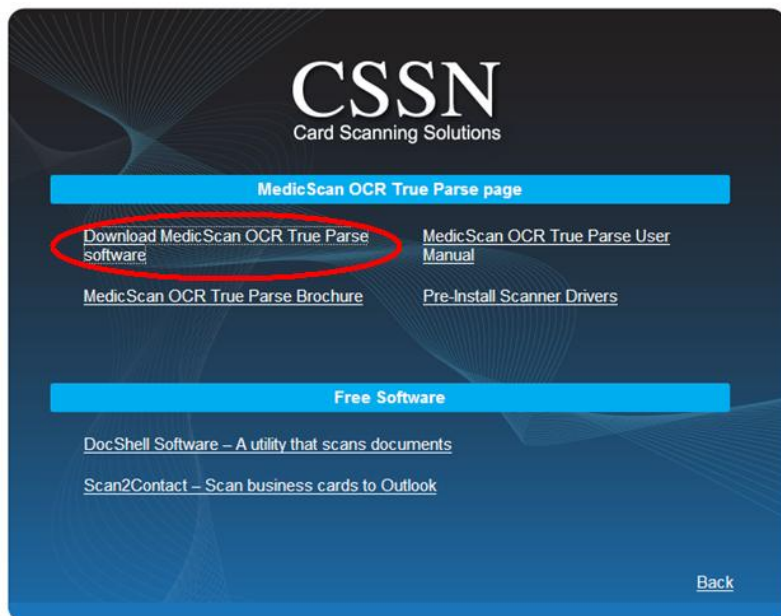 CSSN
Card Scanning Solutions
MedicScan OCR True Parse page
Download MedicScan OCR True Parse
software
MedicScan OCR True Parse User
Manual
MedicScan OCR True Parse Brochure
Pre-Install Scanner Drivers
Free Software
DocShell Software – A utility that scans documents
Scan2Contact – Scan business cards to Outlook
Back